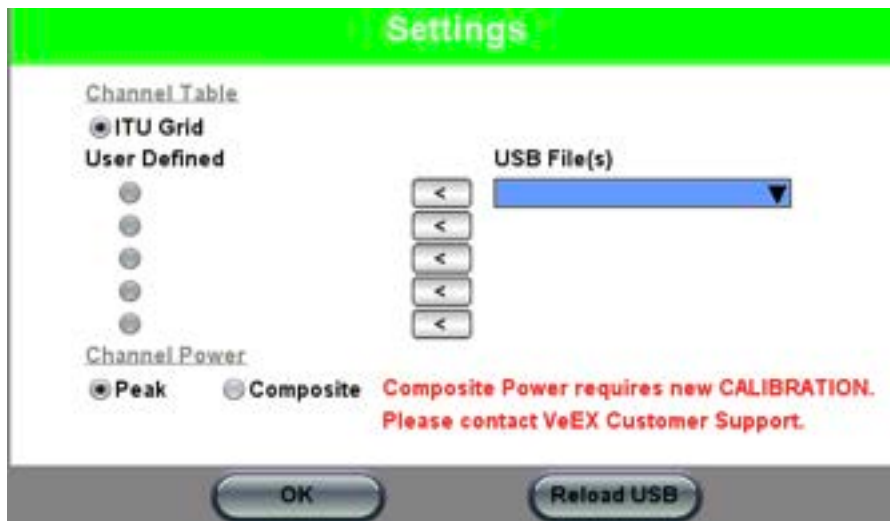 Settings
Channel Table
ITU Grid
User Defined
USB File(s)
<
<
<
<
<
Channel Power
Peak
Composite
Composite Power requires new CALIBRATION.
Please contact VeEX Customer Support.
OK
Reload USB